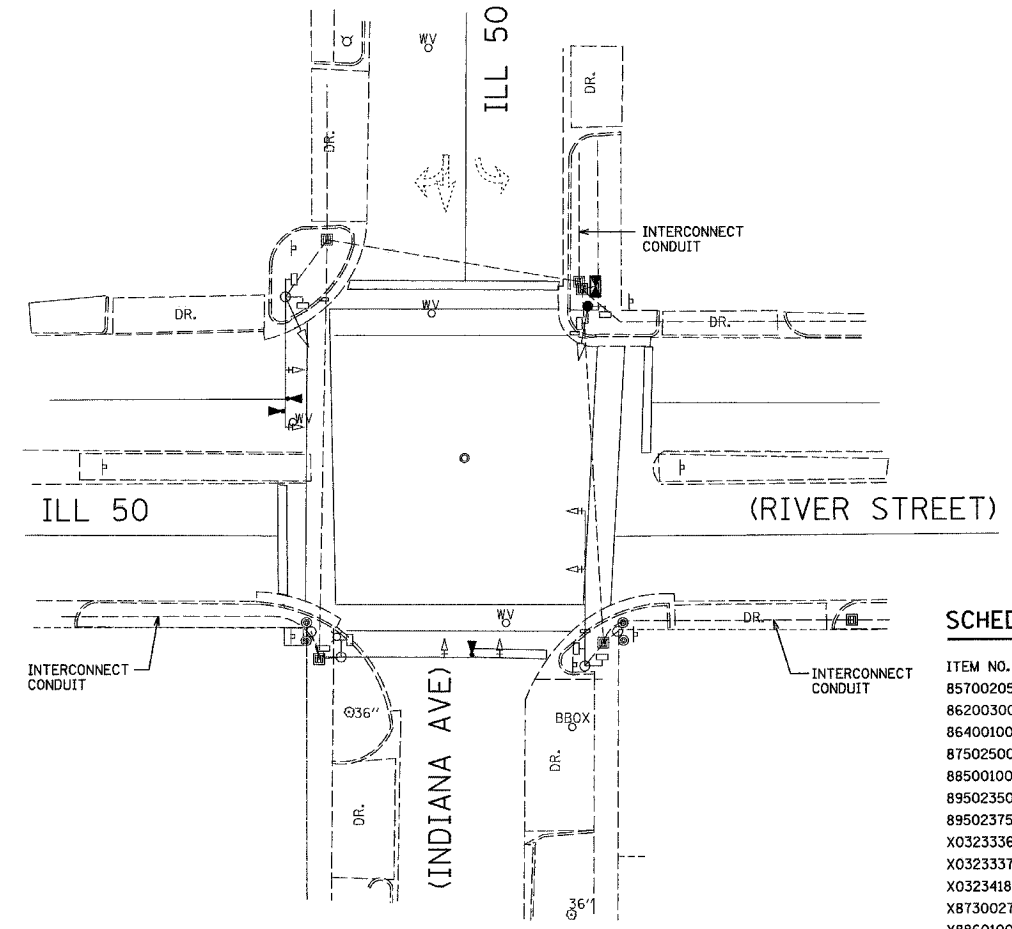 ILL 50
WV
DR.
DR.
INTERCONNECT
CONDUIT
DR.
WV
DR.
WV
ILL 50
(RIVER STREET)
WV
DR.
INTERCONNECT
CONDUIT
INTERCONNECT
CONDUIT
36"
(INDIANA AVE)
BBOX
DR.
DR.
36"
SCHED
ITEM NO.
85700205
86200300
86400100
87502500
88500100
89502350
89502375
X0323336
X0323337
X0323418
X8730027